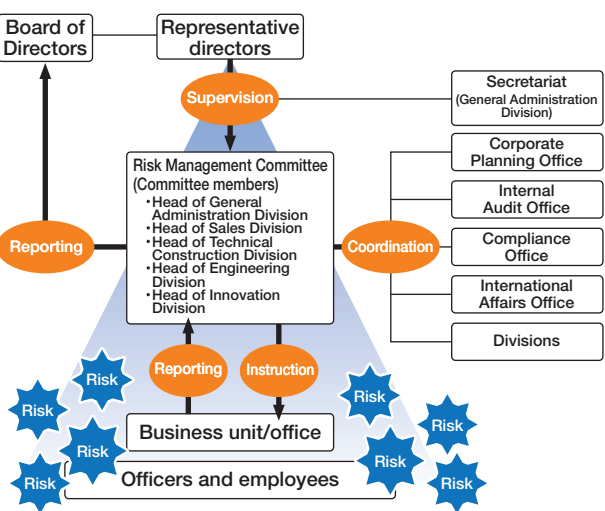 Board of
Directors
Representative
directors
Supervision
Secretariat
(General Administration
Division)
Risk Management Committee
(Committee members)
・Head of General
Administration Division
・Head of Sales Division
・Head of Technical
Construction Division
・Head of Engineering
Division
・Head of Innovation
Division
Reporting
Coordination
Corporate
Planning Office
Internal
Audit Office
Compliance
Office
International
Affairs Office
Divisions
Reporting
Instruction
Risk
Risk
Risk
Risk
Risk
Risk
Risk
Risk
Business unit/office
Officers and employees